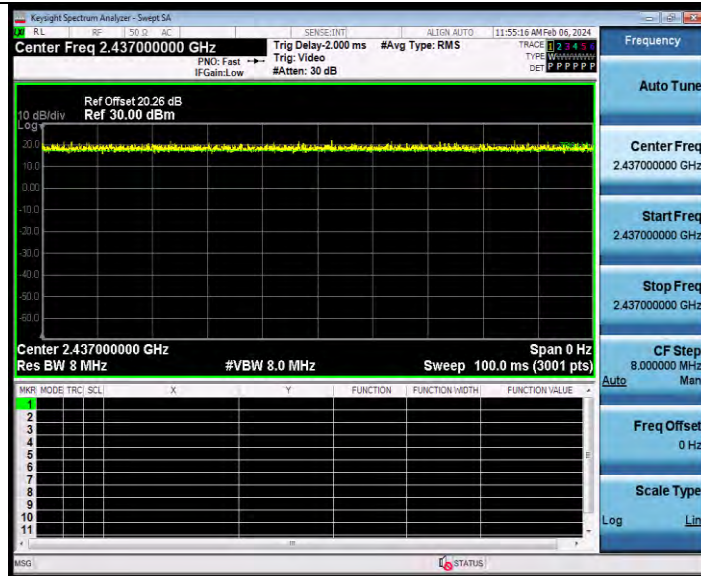 Keysight Spectrum Analyzer - Swept SA
RL RF 50 Ω AC SENSE:INT ALIGN AUTO 11:55:16 AM Feb 06, 2024
Center Freq 2.437000000 GHz
PNO: Fast
IFGain:Low
Trig Delay-2.000 ms
Trig: Video
#Atten: 30 dB
#Avg Type: RMS
TRACE 1 2 3 4 5 6
TYPE WWWWWW
DET P P P P P P
Ref Offset 20.26 dB
10 dB/div Ref 30.00 dBm
Log
20.0
10.0
0.00
-10.0
-20.0
-30.0
-40.0
-50.0
-60.0
Center 2.437000000 GHz Span 0 Hz
Res BW 8 MHz #VBW 8.0 MHz Sweep 100.0 ms (3001 pts)
MKR MODE TRC SCL X Y FUNCTION FUNCTION WIDTH FUNCTION VALUE
1
2
3
4
5
6
7
8
9
10
11
MSG STATUS
Frequency
Auto Tune
Center Freq
2.437000000 GHz
Start Freq
2.437000000 GHz
Stop Freq
2.437000000 GHz
CF Step
8.000000 MHz
Auto Man
Freq Offset
0 Hz
Scale Type
Log Lin